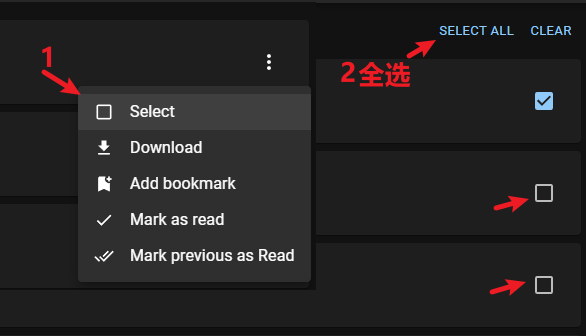 1
Select
Download
Add bookmark
Mark as read
Mark previous as Read
SELECT ALL CLEAR
2全选